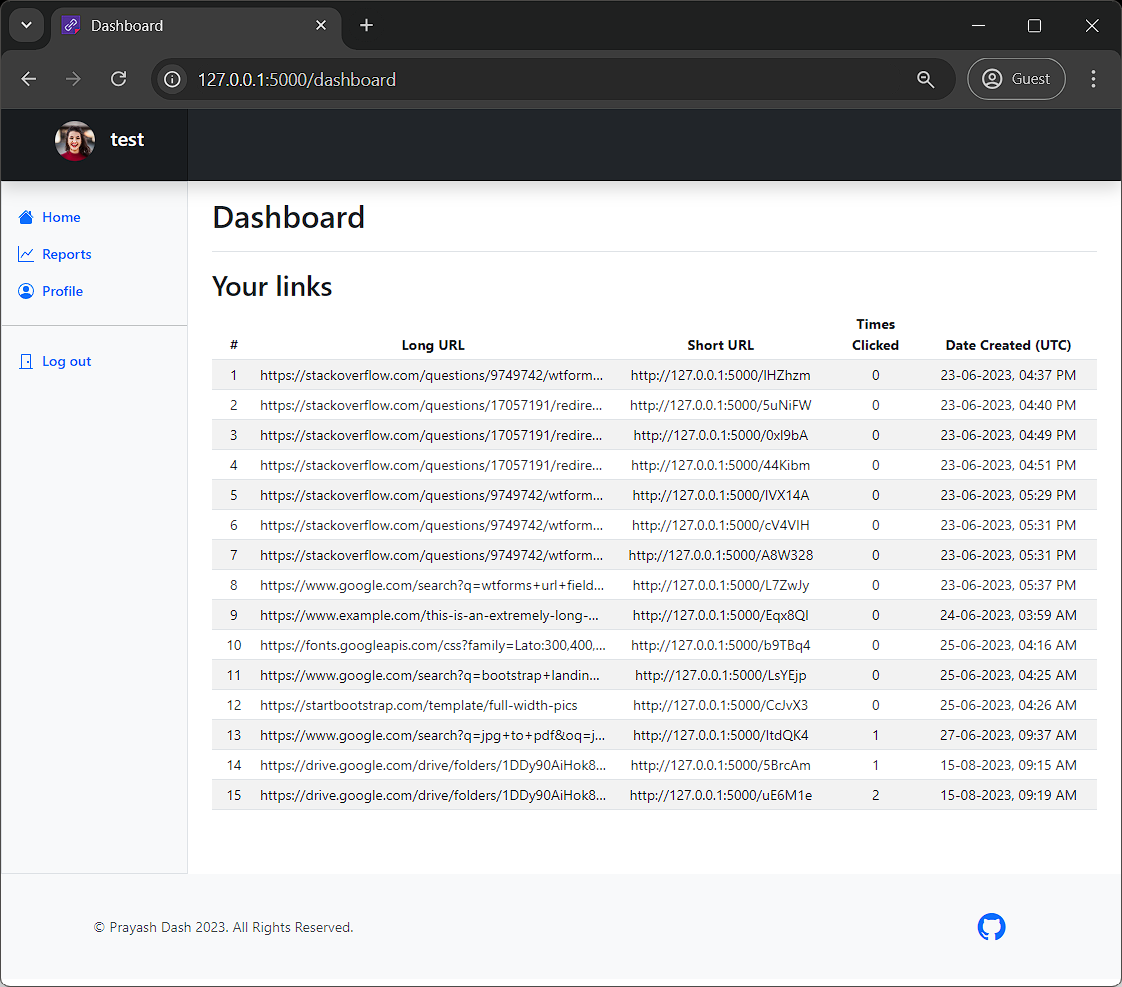 Dashboard
127.0.0.1:5000/dashboard
Guest
test
Home
Reports
Profile
Log out
Dashboard
Your links
# Long URL Short URL Times Clicked Date Created (UTC)
1 https://stackoverflow.com/questions/9749742/wtform... http://127.0.0.1:5000/IHZhzm 0 23-06-2023, 04:37 PM
2 https://stackoverflow.com/questions/17057191/redire... http://127.0.0.1:5000/5uNiFW 0 23-06-2023, 04:40 PM
3 https://stackoverflow.com/questions/17057191/redire... http://127.0.0.1:5000/0xI9bA 0 23-06-2023, 04:49 PM
4 https://stackoverflow.com/questions/17057191/redire... http://127.0.0.1:5000/44Kibm 0 23-06-2023, 04:51 PM
5 https://stackoverflow.com/questions/9749742/wtform... http://127.0.0.1:5000/IVX14A 0 23-06-2023, 05:29 PM
6 https://stackoverflow.com/questions/9749742/wtform... http://127.0.0.1:5000/cV4VIH 0 23-06-2023, 05:31 PM
7 https://stackoverflow.com/questions/9749742/wtform... http://127.0.0.1:5000/A8W328 0 23-06-2023, 05:31 PM
8 https://www.google.com/search?q=wtforms+url+field... http://127.0.0.1:5000/L7ZwJy 0 23-06-2023, 05:37 PM
9 https://www.example.com/this-is-an-extremely-long-... http://127.0.0.1:5000/Eqx8QI 0 24-06-2023, 03:59 AM
10 https://fonts.googleapis.com/css?family=Lato:300,400,... http://127.0.0.1:5000/b9TBq4 0 25-06-2023, 04:16 AM
11 https://www.google.com/search?q=bootstrap+landin... http://127.0.0.1:5000/LsYEjp 0 25-06-2023, 04:25 AM
12 https://startbootstrap.com/template/full-width-pics http://127.0.0.1:5000/CcJvX3 0 25-06-2023, 04:26 AM
13 https://www.google.com/search?q=jpg+to+pdf&oq=j... http://127.0.0.1:5000/ItdQK4 1 27-06-2023, 09:37 AM
14 https://drive.google.com/drive/folders/1DDy90AiHok8... http://127.0.0.1:5000/5BrcAm 1 15-08-2023, 09:15 AM
15 https://drive.google.com/drive/folders/1DDy90AiHok8... http://127.0.0.1:5000/uE6M1e 2 15-08-2023, 09:19 AM
© Prayash Dash 2023. All Rights Reserved.